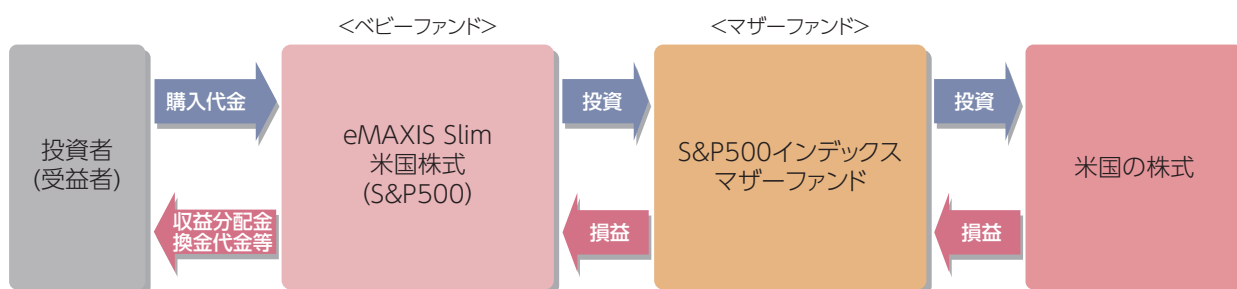 <ベビーファンド>
<マザーファンド>
投資者
(受益者)
購入代金
収益分配金
換金代金等
eMAXIS Slim
米国株式
(S&P500)
投資
損益
S&P500インデックス
マザーファンド
投資
損益
米国の株式